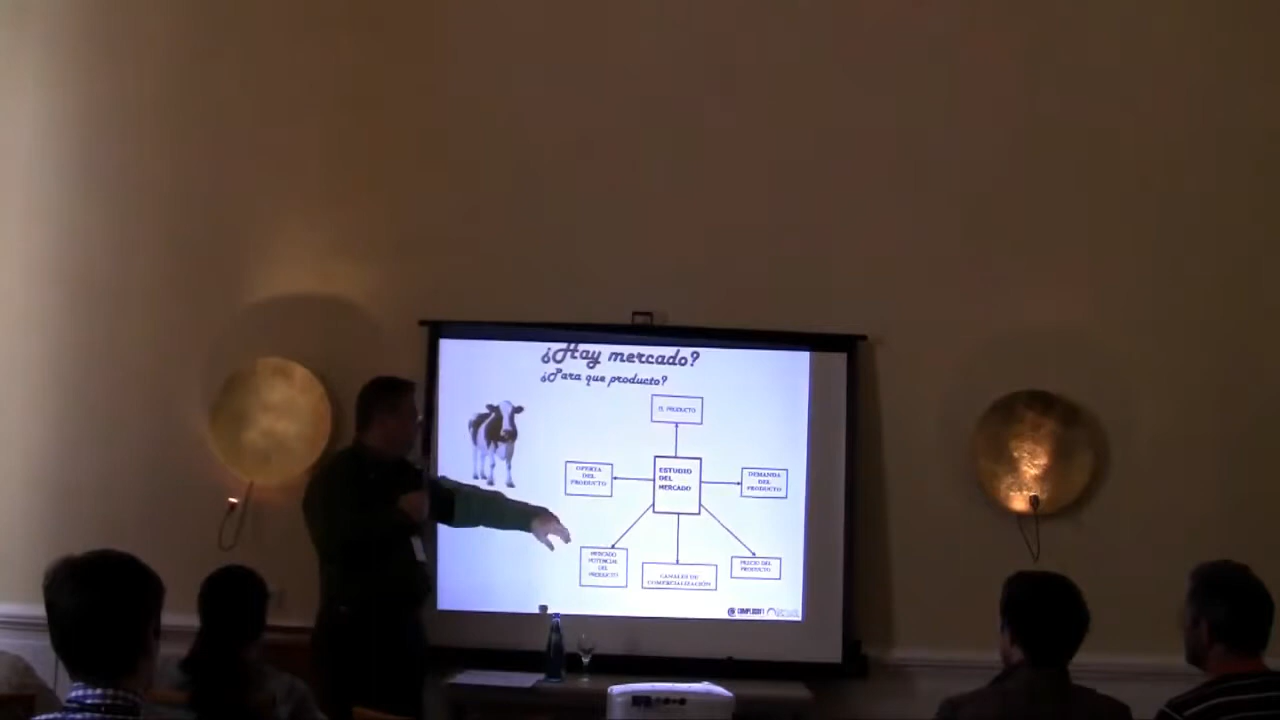 ¿Hay mercado?
¿Para que producto?
EL PRODUCTO
OFERTA
DEL
PRODUCTO
ESTUDIO
DEL
MERCADO
DEMANDA
DEL
PRODUCTO
MERCADO
POTENCIAL
DEL
PRODUCTO
CANALES DE
COMERCIALIZACIÓN
PRECIO DEL
PRODUCTO